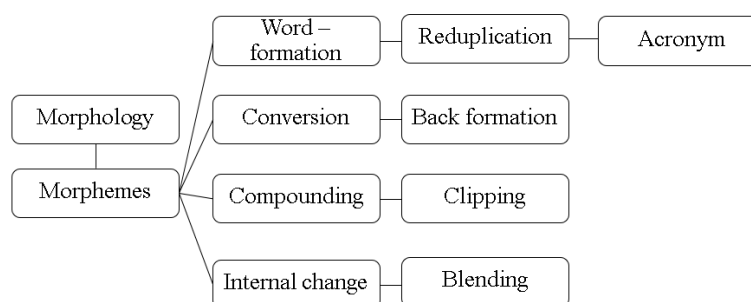 Word –
formation
Reduplication
Acronym
Morphology
Conversion
Back formation
Morphemes
Compounding
Clipping
Internal change
Blending